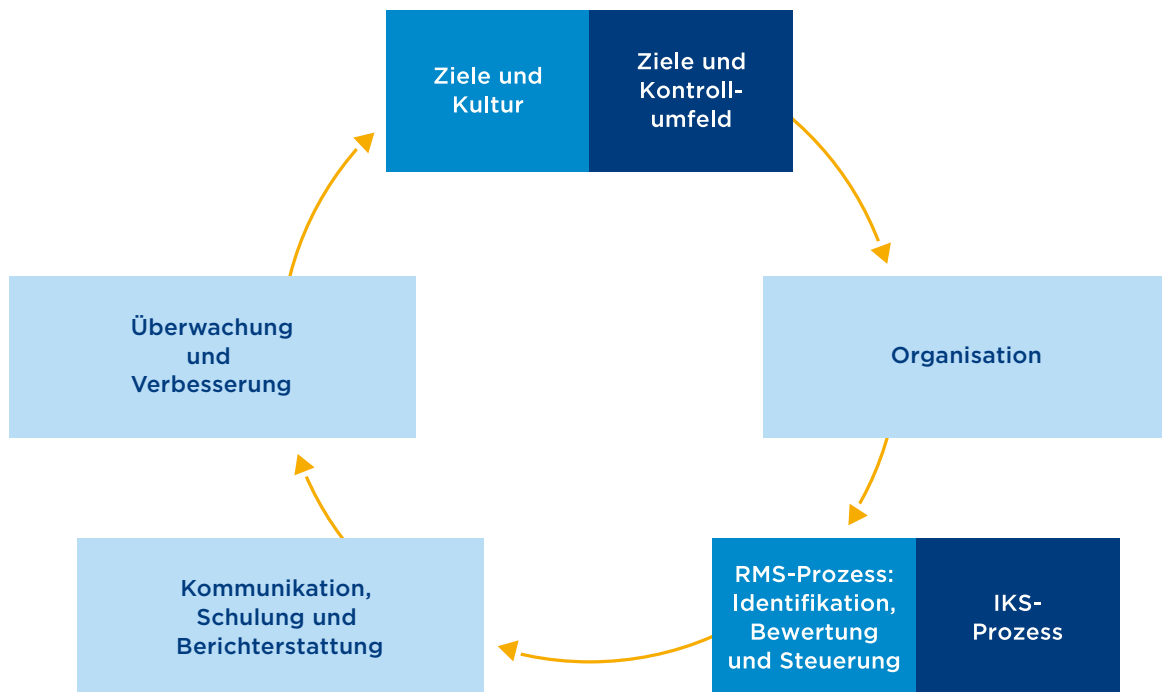 Ziele und
Kultur
Ziele und
Kontroll-
umfeld
Organisation
RMS-Prozess:
Identifikation,
Bewertung
und Steuerung
IKS-
Prozess
Kommunikation,
Schulung und
Berichterstattung
Überwachung
und
Verbesserung